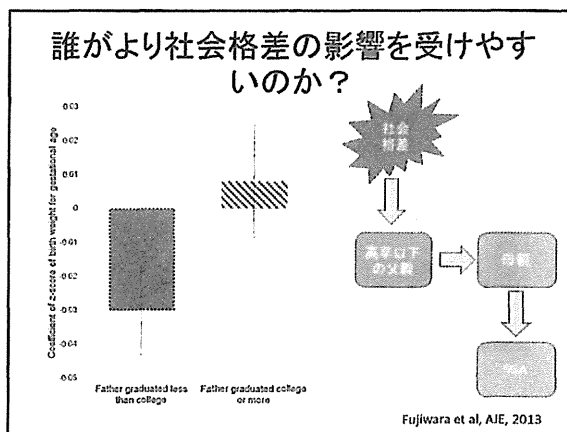 誰がより社会格差の影響を受けやす
いのか？
0.03
0.02
0.01
0
-0.01
-0.02
-0.03
-0.04
-0.05
Coefficient of z-score of birth weight for gestational age
Father graduated less
than college
Father graduated college
or more
社会
格差
高卒以下
の父親
母親
SGA
Fujiwara et al, AJE, 2013